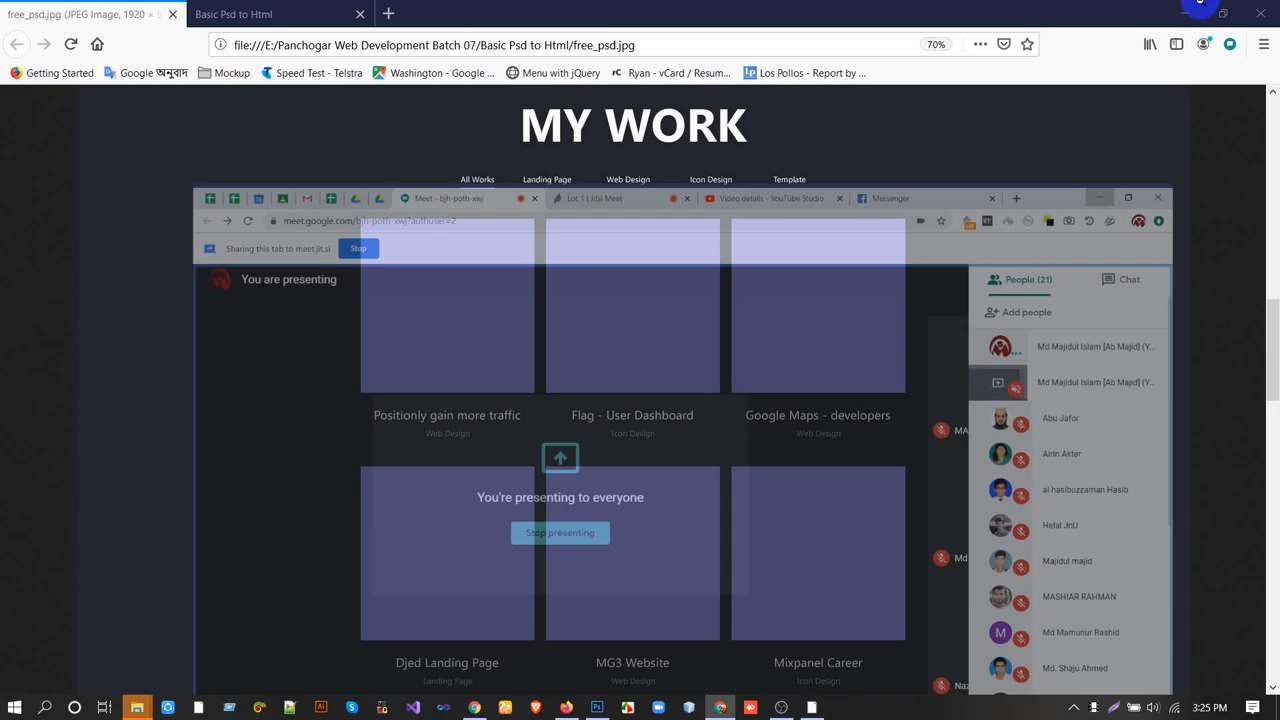 free_psd.jpg (JPEG Image, 1920 ×
Basic Psd to Html
file:///E:/Panchogar Web Development Batch 07/Basic Psd to Html/free_psd.jpg
70%
Getting Started
Google অনুবাদ
Mockup
Speed Test - Telstra
Washington - Google ...
Menu with jQuery
Ryan - vCard / Resum...
Los Pollos - Report by ...
MY WORK
All Works
Landing Page
Web Design
Icon Design
Template
Meet - bjh-poth-xwj
Lot 1 | Jitsi Meet
Video details - YouTube Studio
Messenger
meet.google.com/bjh-poth-xwj?authuser=2
Sharing this tab to meet.jit.si
Stop
You are presenting
People (21)
Chat
Add people
Md Majidul Islam [Ab Majid] (Y...
Md Majidul Islam [Ab Majid] (Y...
Positionly gain more traffic
Flag - User Dashboard
Google Maps - developers
Abu Jafor
Web Design
Icon Design
Web Design
MA
Airin Akter
al hasibuzzaman Hasib
You're presenting to everyone
Helal JnU
Stop presenting
Md
Majidul majid
MASHIAR RAHMAN
Md Mamunur Rashid
M
Djed Landing Page
MG3 Website
Mixpanel Career
Md. Shaju Ahmed
Landing Page
Web Design
Icon Design
Naz
3:25 PM